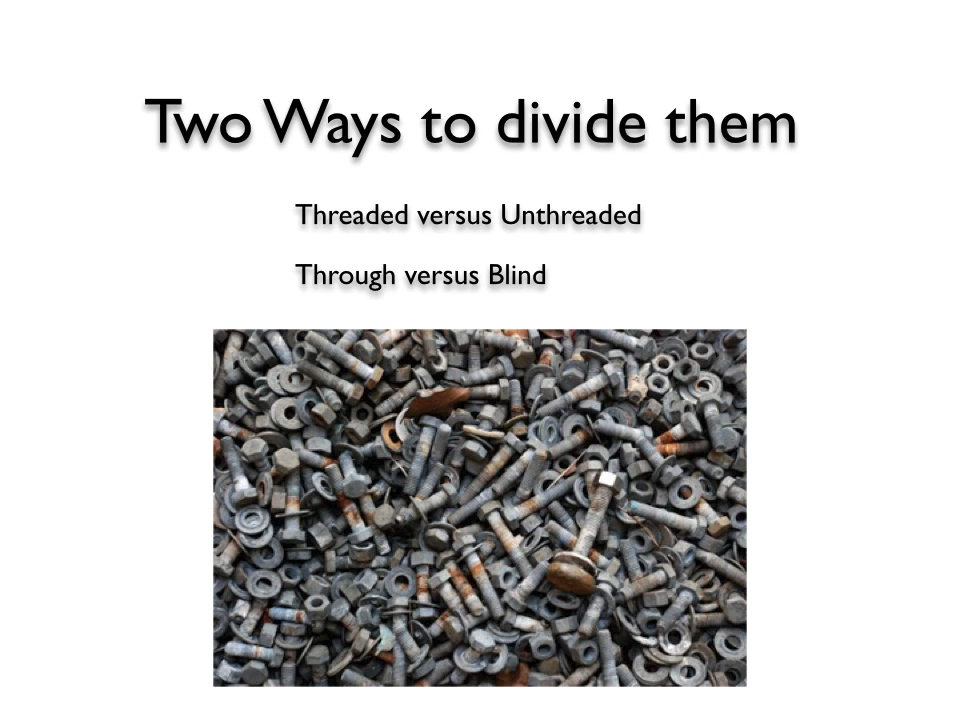 Two Ways to divide them
Threaded versus Unthreaded
Through versus Blind